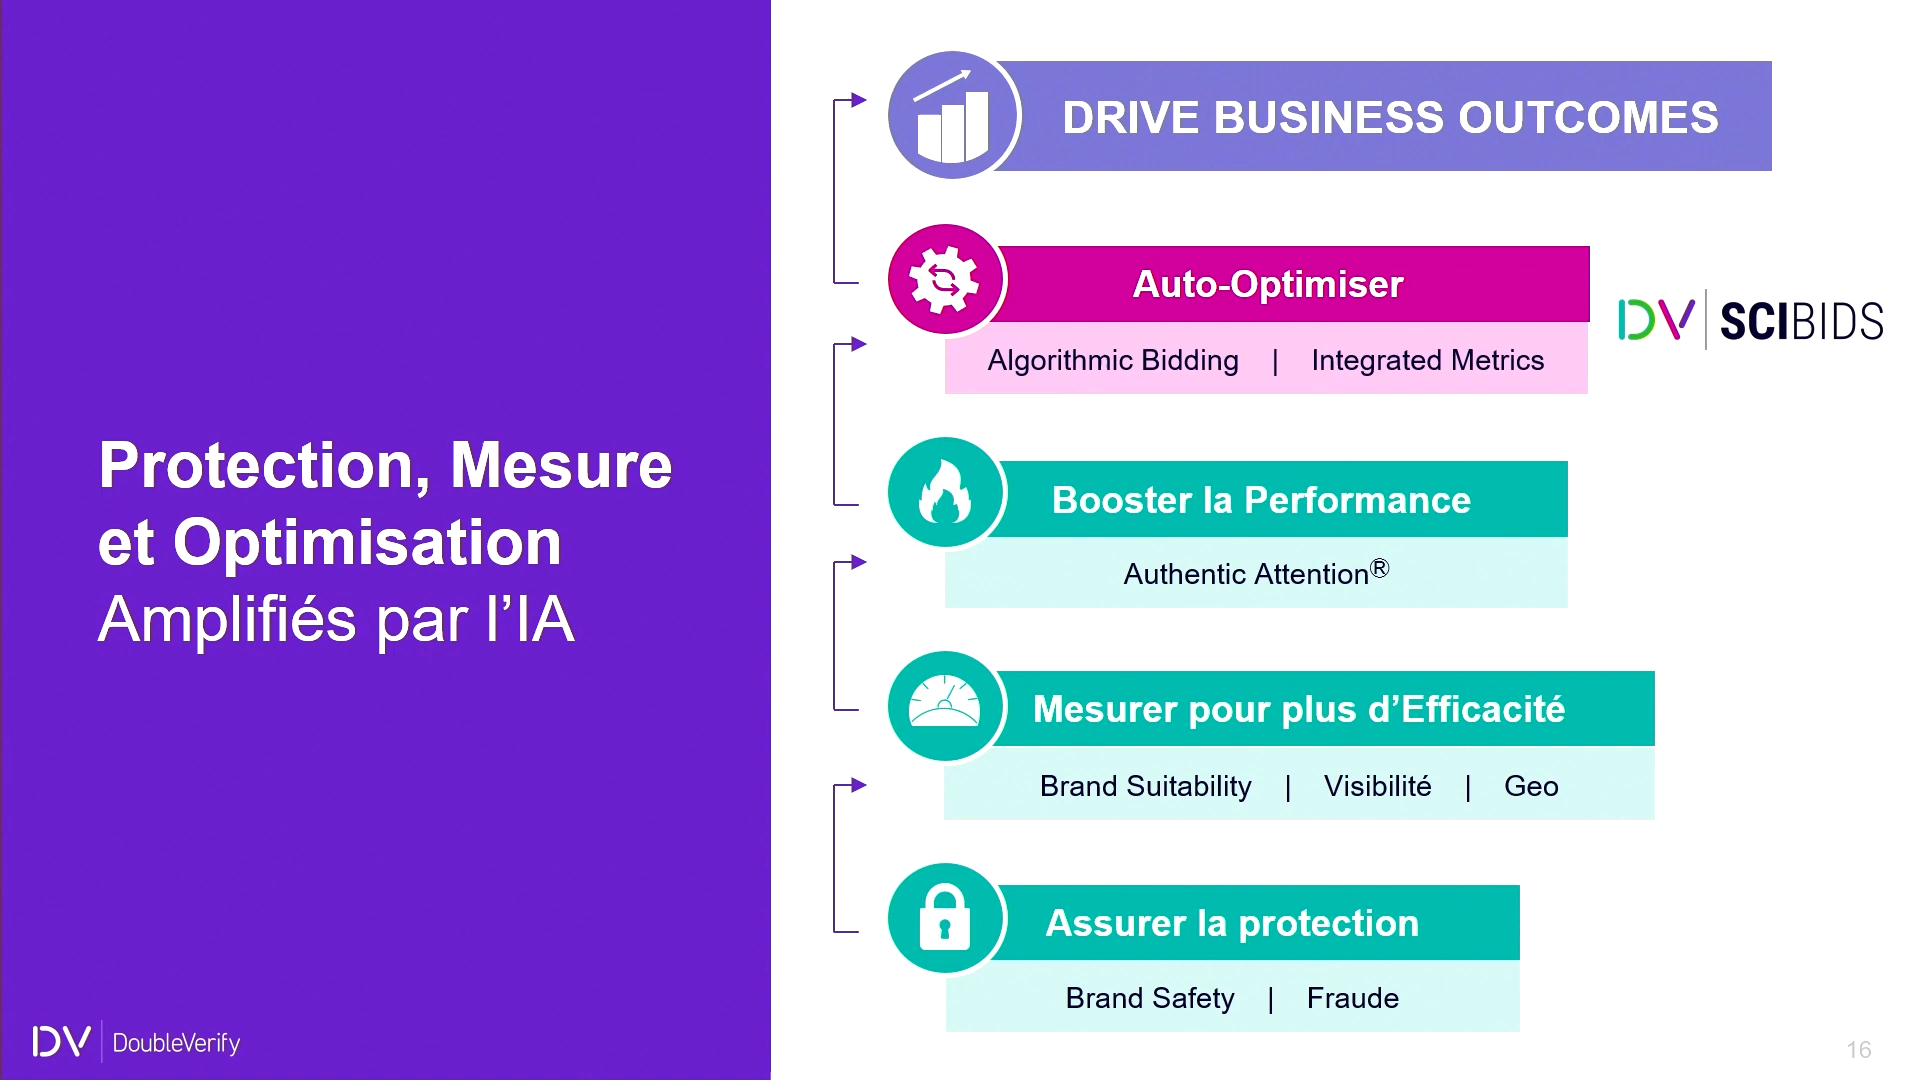 Protection, Mesure
et Optimisation
Amplifiés par l’IA
DV | DoubleVerify
DRIVE BUSINESS OUTCOMES
Auto-Optimiser
Algorithmic Bidding | Integrated Metrics
DV | SCIBIDS
Booster la Performance
Authentic Attention®
Mesurer pour plus d’Efficacité
Brand Suitability | Visibilité | Geo
Assurer la protection
Brand Safety | Fraude
16